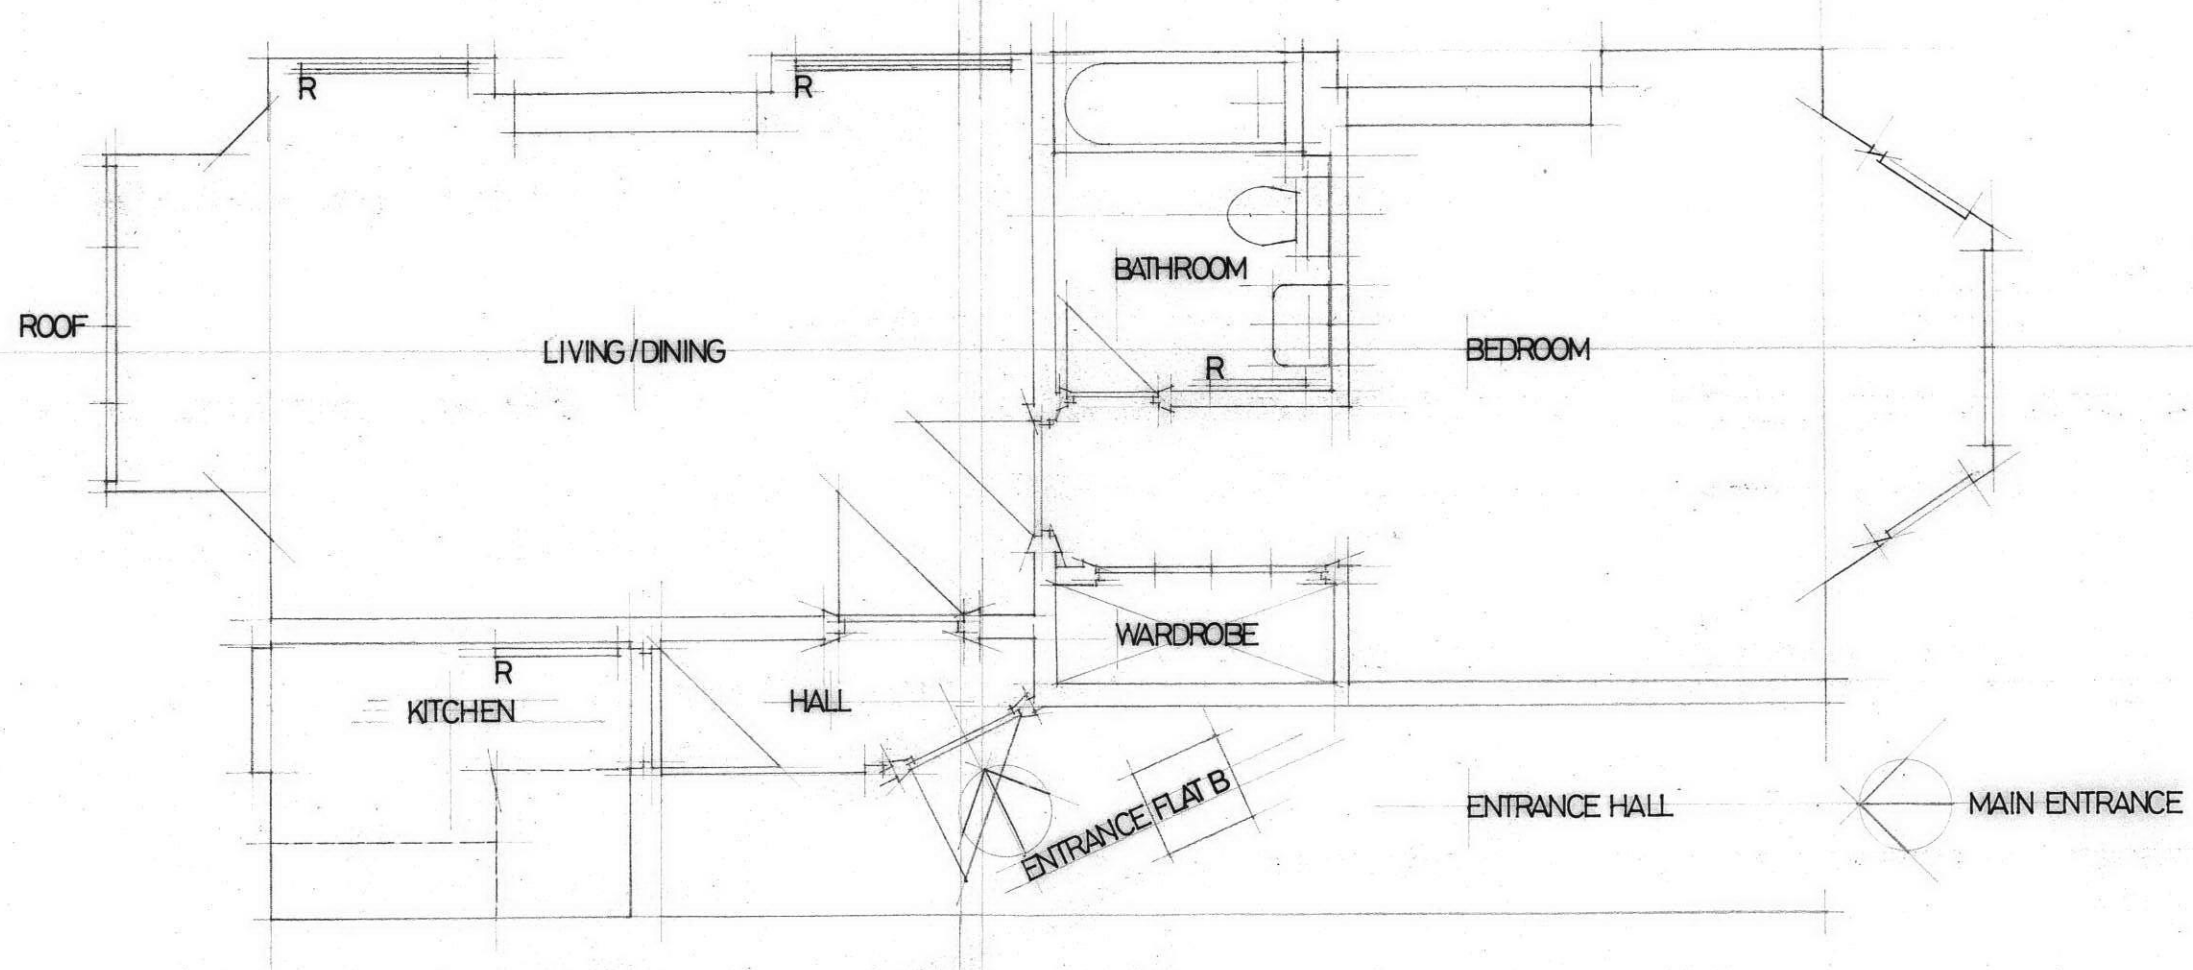 R
R
BATHROOM
ROOF
LIVING/DINING
BEDROOM
R
WARDROBE
R
KITCHEN
HALL
ENTRANCE FLAT B
ENTRANCE HALL
MAIN ENTRANCE